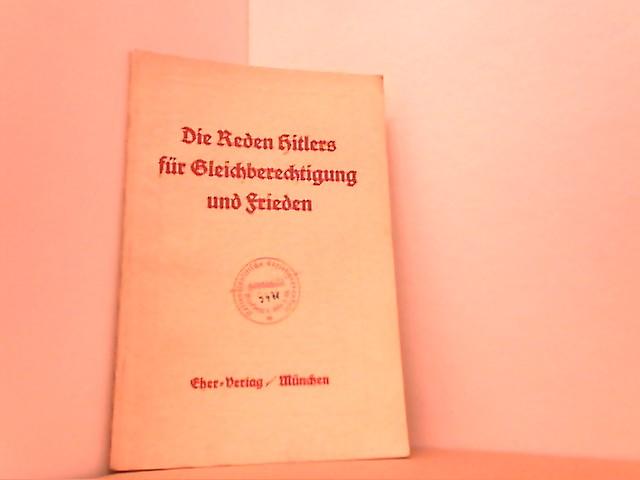 Die Reden Hitlers
für Gleichberechtigung
und Frieden
Eher-Verlag / München